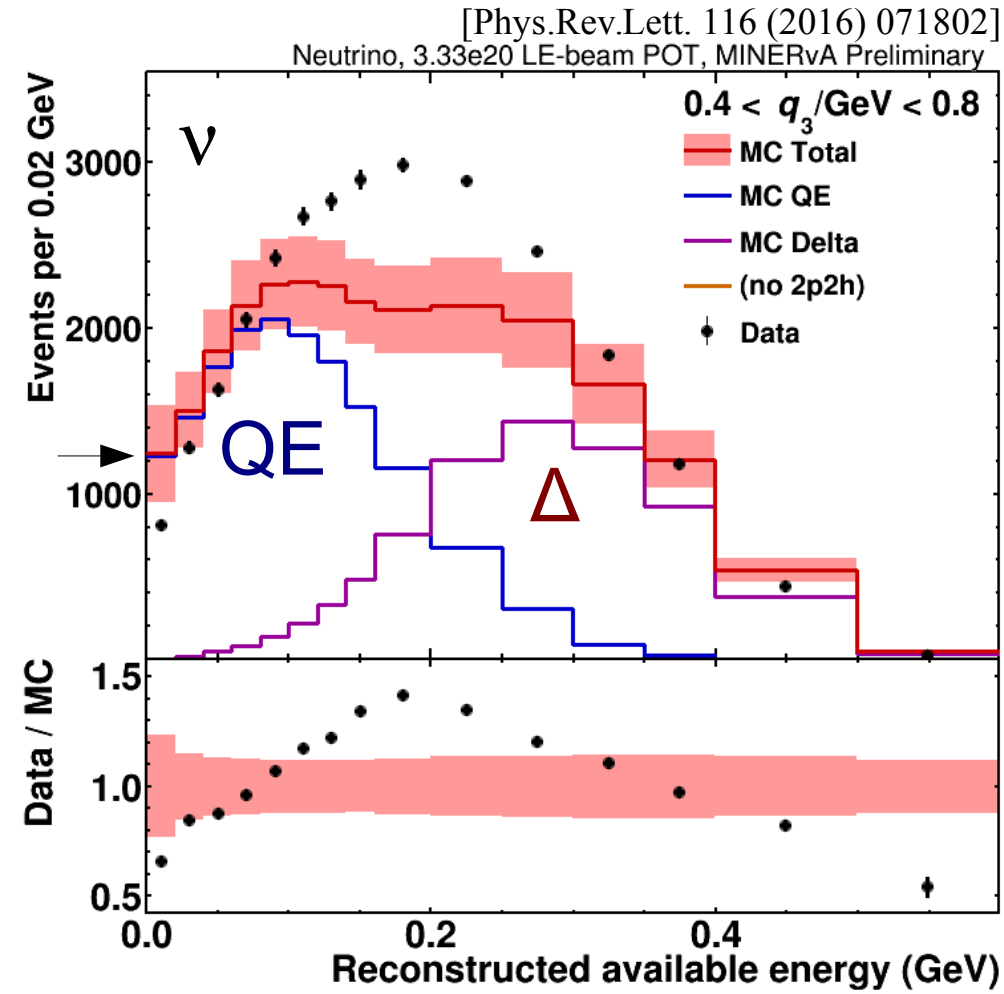 [Phys.Rev.Lett. 116 (2016) 071802]
Neutrino, 3.33e20 LE-beam POT, MINERvA Preliminary
ν
0.4 < q₃/GeV < 0.8
MC Total
MC QE
MC Delta
(no 2p2h)
Data
Events per 0.02 GeV
3000
2000
1000
QE
Δ
Data / MC
1.5
1.0
0.5
0.0 0.2 0.4
Reconstructed available energy (GeV)